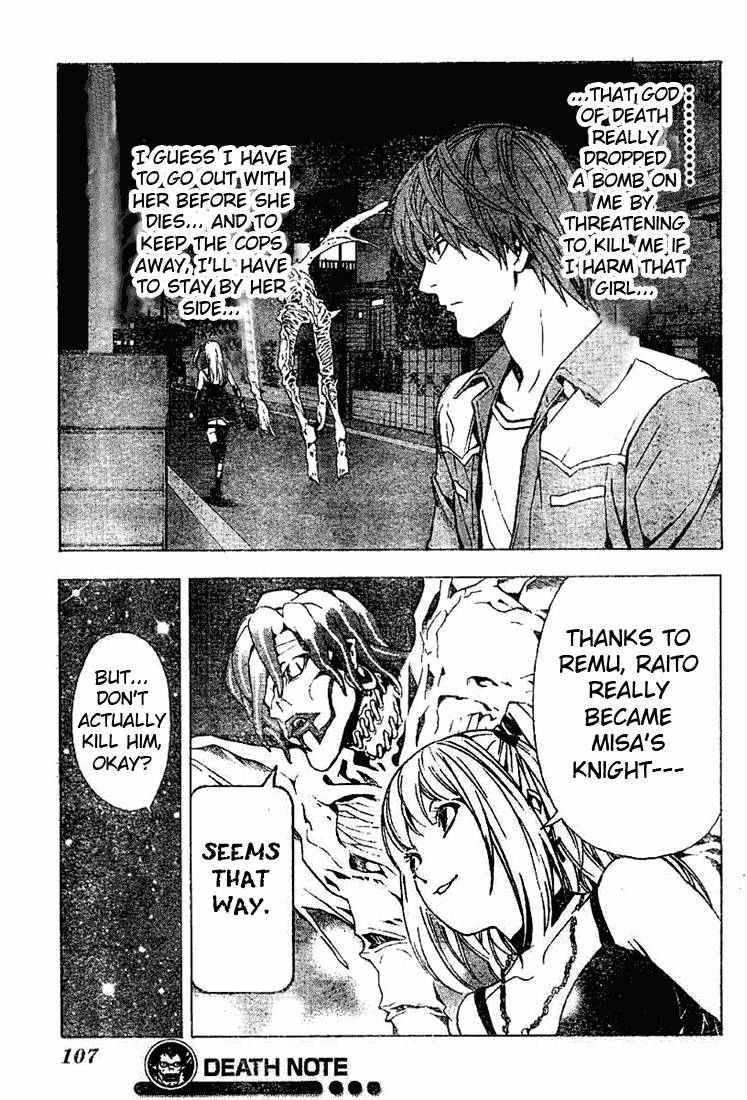 ...THAT GOD
OF DEATH
REALLY
DROPPED
A BOMB ON
ME BY
THREATENING
TO KILL ME IF
I HARM THAT
GIRL...
I GUESS I HAVE
TO GO OUT WITH
HER BEFORE SHE
DIES... AND TO
KEEP THE COPS
AWAY, I'LL HAVE
TO STAY BY HER
SIDE...
THANKS TO
REMU, RAITO
REALLY
BECAME
MISA'S
KNIGHT---
SEEMS
THAT
WAY.
BUT...
DON'T
ACTUALLY
KILL HIM,
OKAY?
107
DEATH NOTE